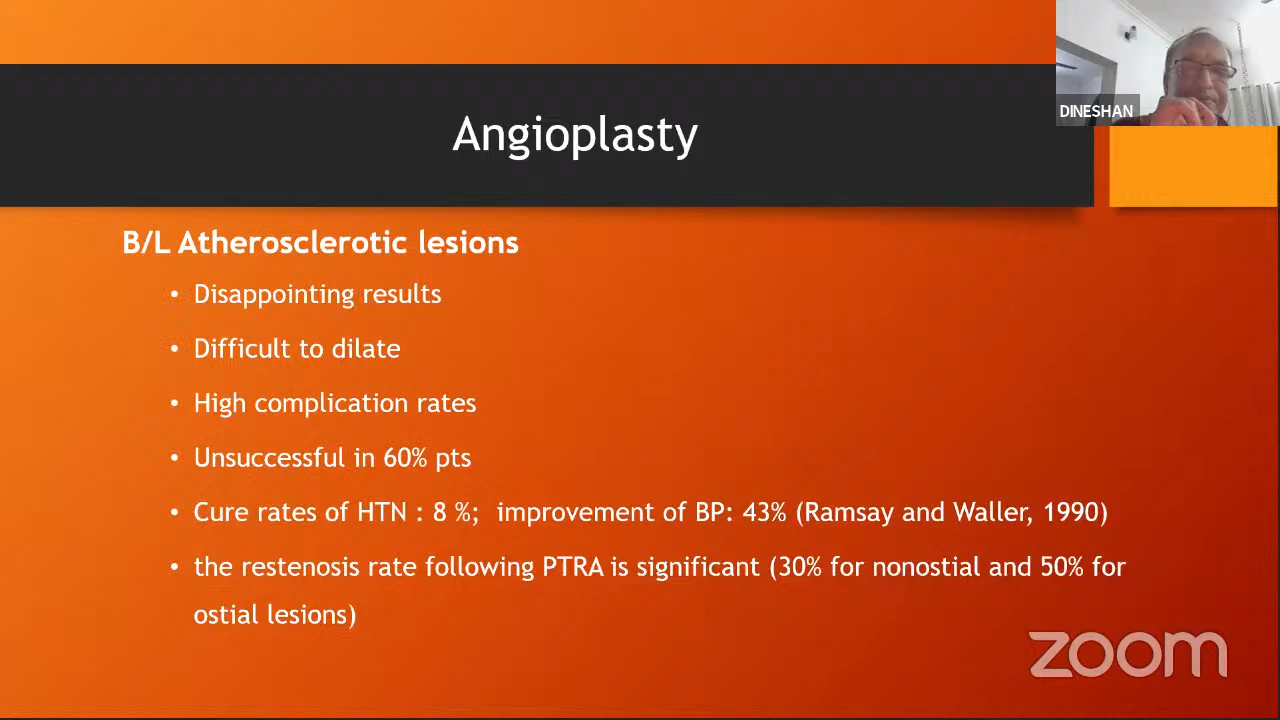 DINESHAN
Angioplasty
B/L Atherosclerotic lesions
• Disappointing results
• Difficult to dilate
• High complication rates
• Unsuccessful in 60% pts
• Cure rates of HTN : 8 %; improvement of BP: 43% (Ramsay and Waller, 1990)
• the restenosis rate following PTRA is significant (30% for nonostial and 50% for
ostial lesions)
zoom